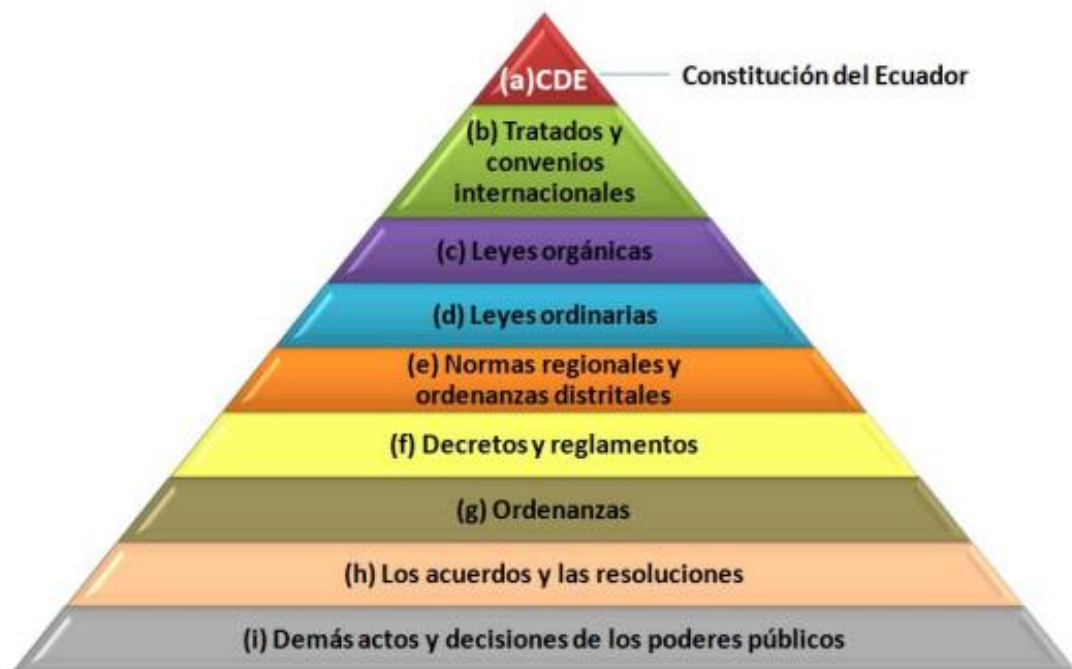 (a)CDE
Constitución del Ecuador
(b) Tratados y
convenios
internacionales
(c) Leyes orgánicas
(d) Leyes ordinarias
(e) Normas regionales y
ordenanzas distritales
(f) Decretos y reglamentos
(g) Ordenanzas
(h) Los acuerdos y las resoluciones
(i) Demás actos y decisiones de los poderes públicos